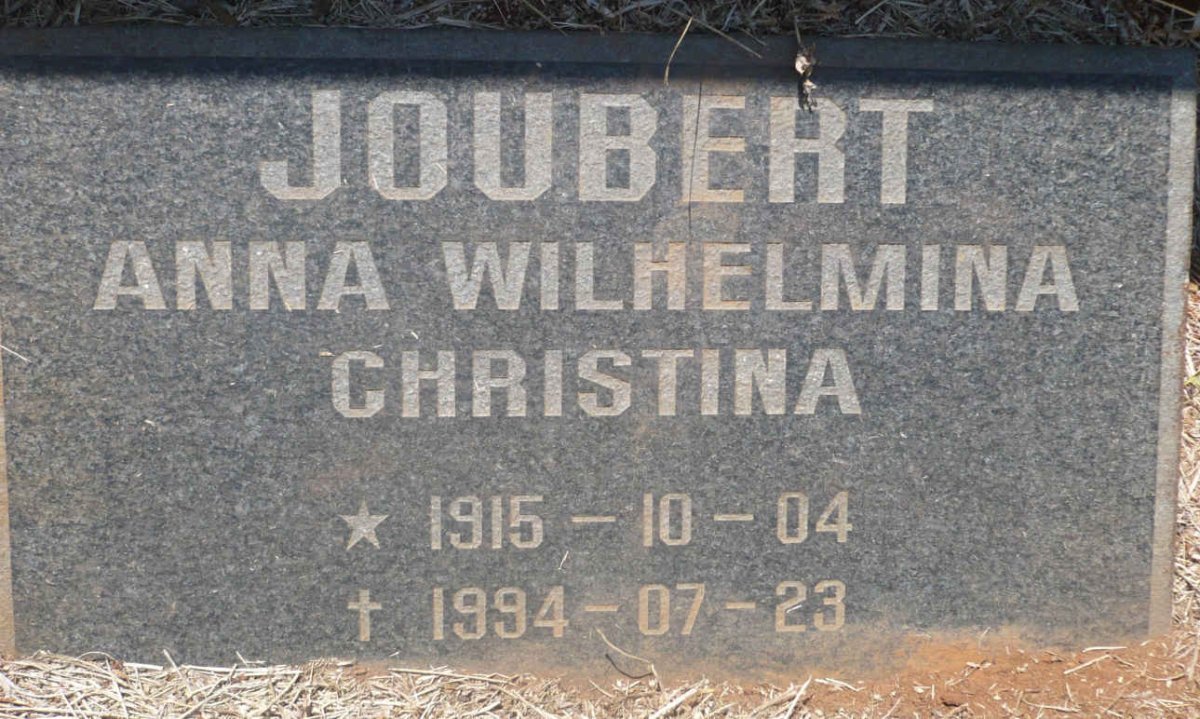 JOUBERT
ANNA WILHELMINA
CHRISTINA
★ 1915 - 10 - 04
✝ 1994 - 07 - 23